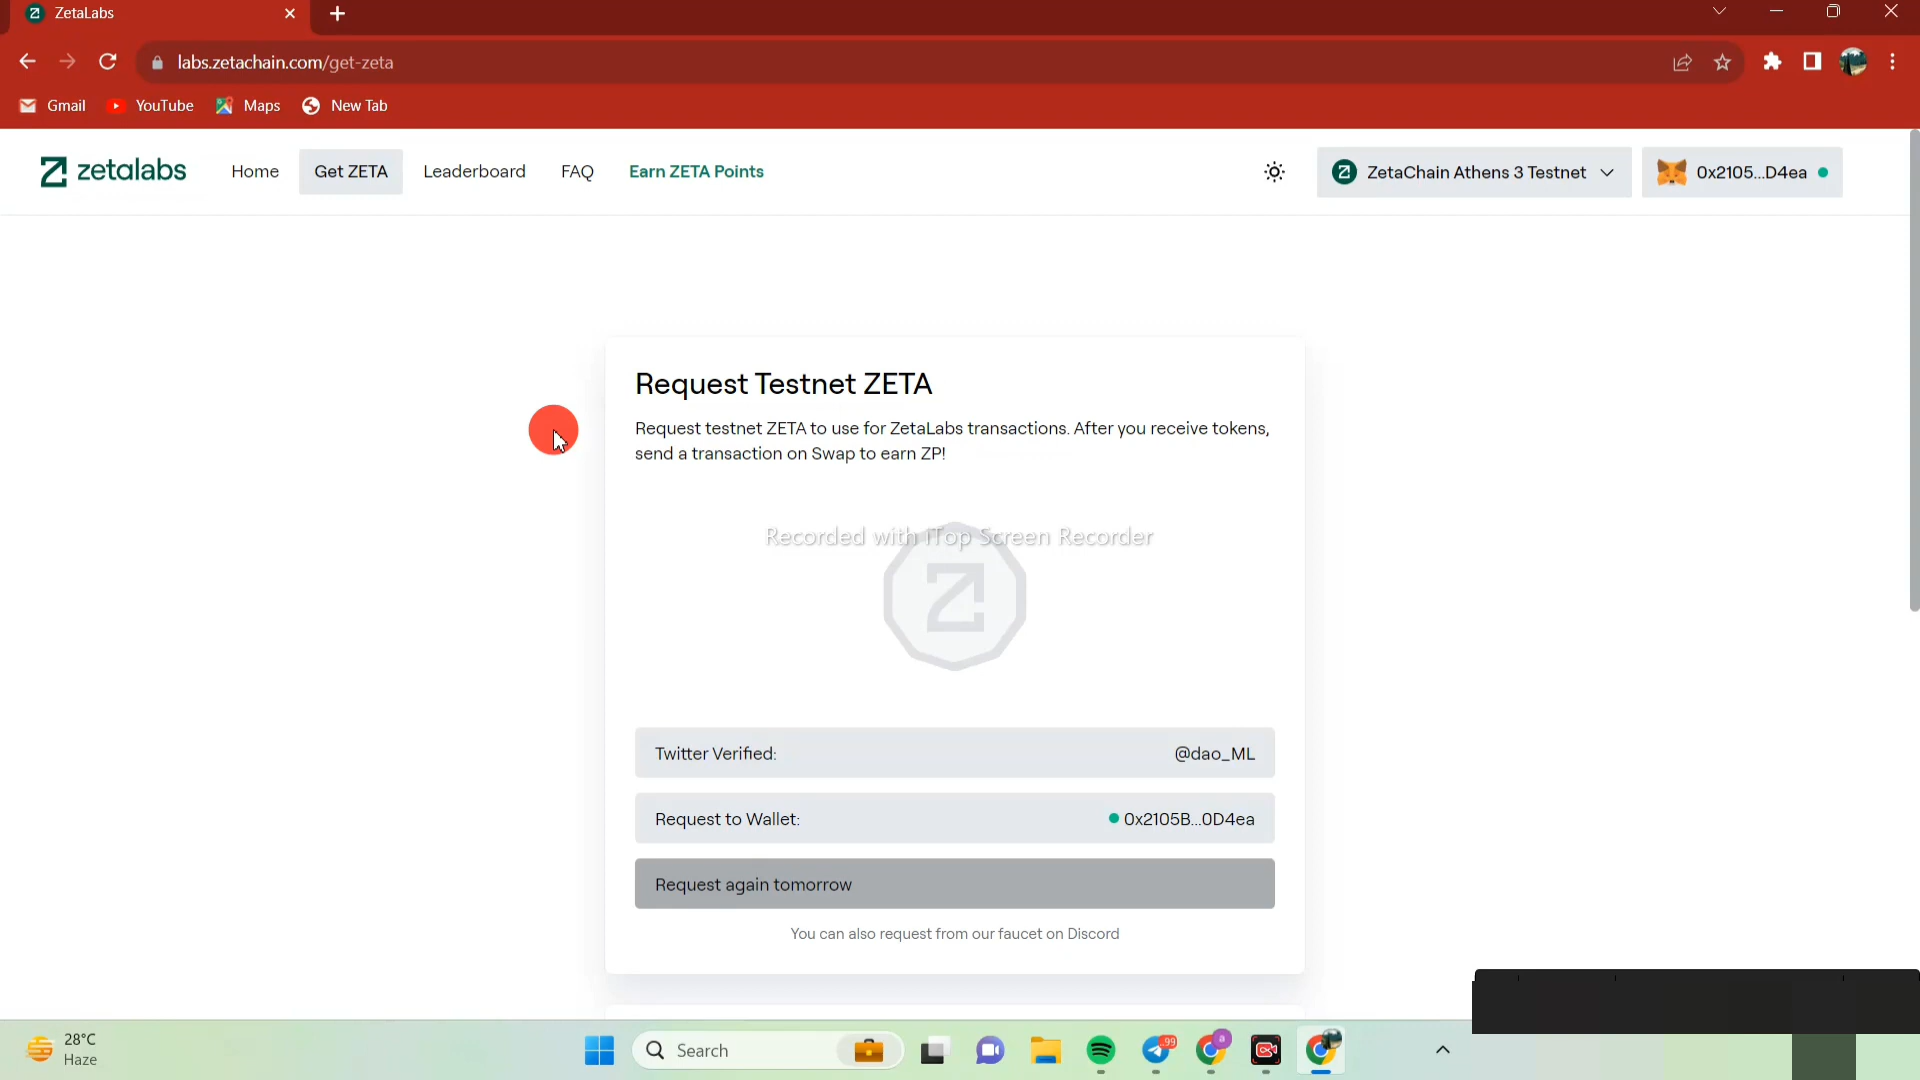 ZetaLabs
labs.zetachain.com/get-zeta
Gmail YouTube Maps New Tab
zetalabs Home Get ZETA Leaderboard FAQ Earn ZETA Points ZetaChain Athens 3 Testnet 0x2105...D4ea
Request Testnet ZETA
Request testnet ZETA to use for ZetaLabs transactions. After you receive tokens,
send a transaction on Swap to earn ZP!
Recorded with iTop Screen Recorder
Twitter Verified: @dao_ML
Request to Wallet: 0x2105B...0D4ea
Request again tomorrow
You can also request from our faucet on Discord
28°C
Haze
Search
99
a